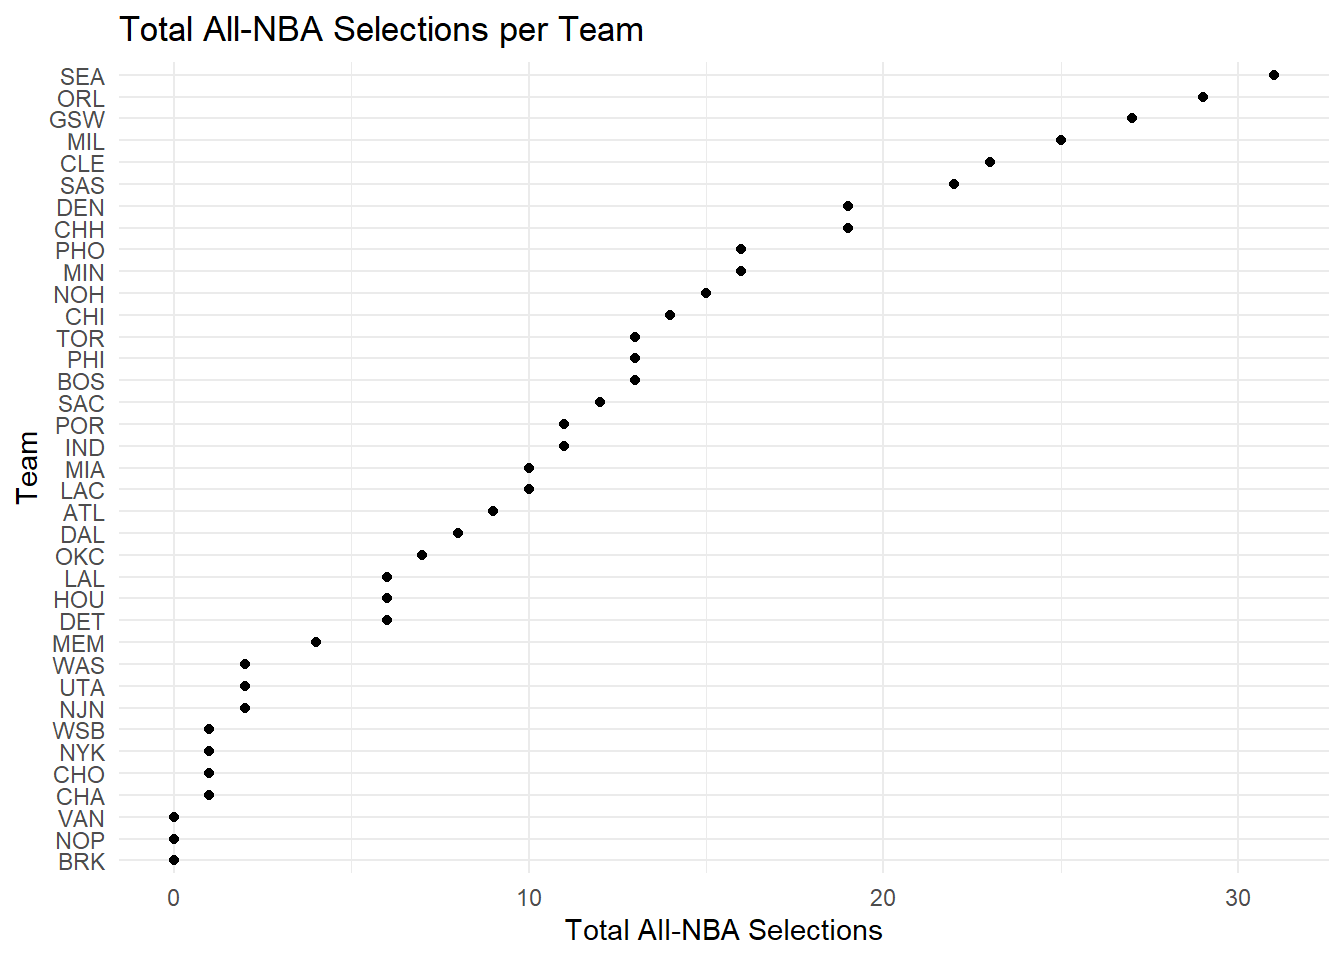 Total All-NBA Selections per Team
SEA
ORL
GSW
MIL
CLE
SAS
DEN
CHH
PHO
MIN
NOH
CHI
TOR
PHI
BOS
SAC
POR
IND
MIA
LAC
ATL
DAL
OKC
LAL
HOU
DET
MEM
WAS
UTA
NJN
WSB
NYK
CHO
CHA
VAN
NOP
BRK
Team
0 10 20 30
Total All-NBA Selections